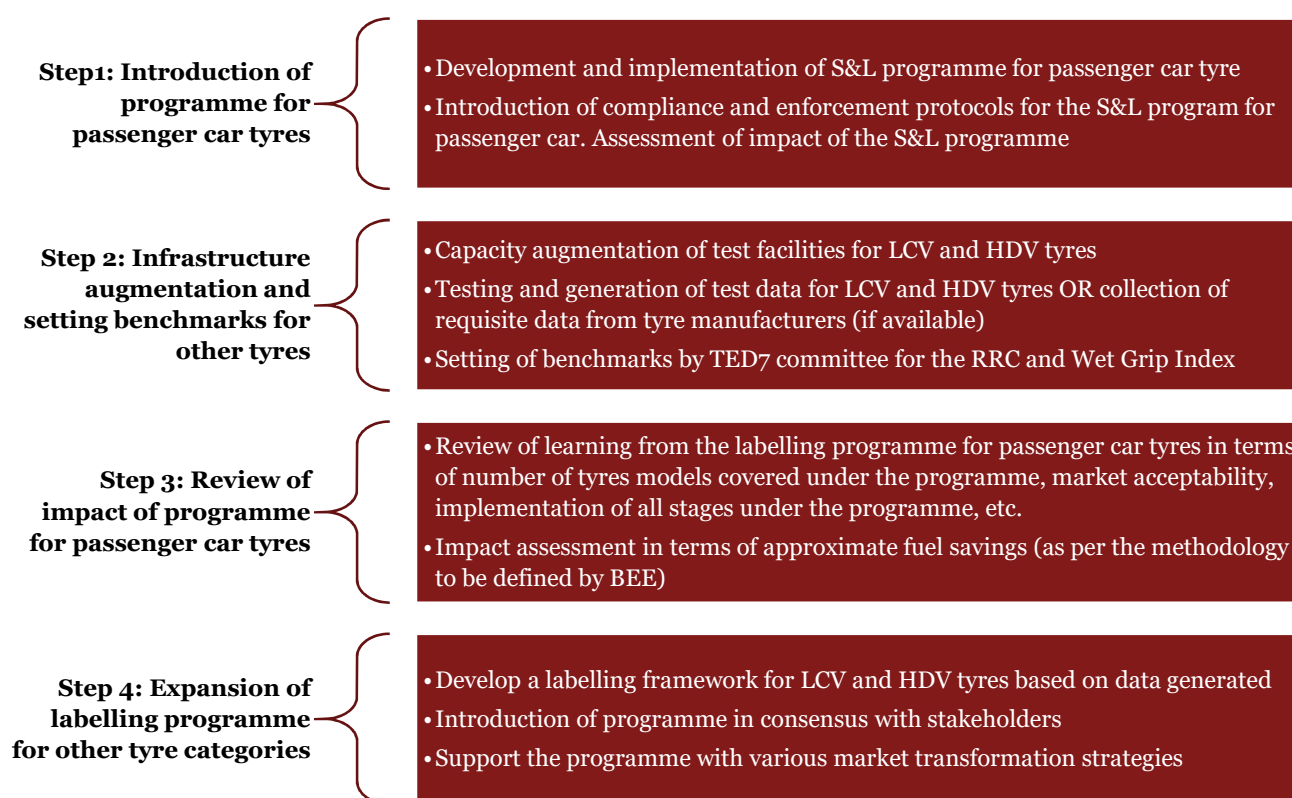 Step1: Introduction of
programme for
passenger car tyres
•Development and implementation of S&L programme for passenger car tyre
•Introduction of compliance and enforcement protocols for the S&L program for
passenger car. Assessment of impact of the S&L programme
Step 2: Infrastructure
augmentation and
setting benchmarks for
other tyres
•Capacity augmentation of test facilities for LCV and HDV tyres
•Testing and generation of test data for LCV and HDV tyres OR collection of
requisite data from tyre manufacturers (if available)
•Setting of benchmarks by TED7 committee for the RRC and Wet Grip Index
Step 3: Review of
impact of programme
for passenger car tyres
•Review of learning from the labelling programme for passenger car tyres in terms
of number of tyres models covered under the programme, market acceptability,
implementation of all stages under the programme, etc.
•Impact assessment in terms of approximate fuel savings (as per the methodology
to be defined by BEE)
Step 4: Expansion of
labelling programme
for other tyre categories
•Develop a labelling framework for LCV and HDV tyres based on data generated
•Introduction of programme in consensus with stakeholders
•Support the programme with various market transformation strategies